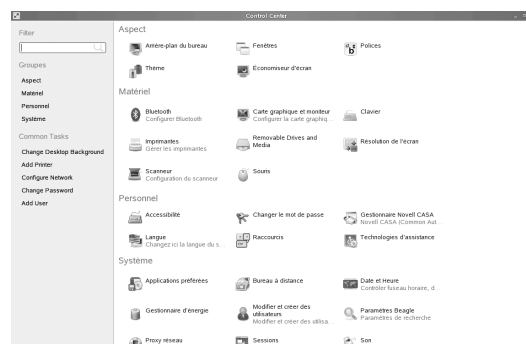 Control Center
Filter
Groupes
Aspect
Matériel
Personnel
Système
Common Tasks
Change Desktop Background
Add Printer
Configure Network
Change Password
Add User
Aspect
Arrière-plan du bureau
Fenêtres
Polices
Thème
Economiseur d'écran
Matériel
Bluetooth
Configurer Bluetooth
Carte graphique et moniteur
Configurer la carte graphiq...
Clavier
Imprimantes
Gérer les imprimantes
Removable Drives and
Media
Résolution de l'écran
Scanneur
Configuration du scanneur
Souris
Personnel
Accessibilité
Changer le mot de passe
Gestionnaire Novell CASA
Novell CASA (Common Aut...
Langue
Changez ici la langue du s...
Raccourcis
Technologies d'assistance
Système
Applications préférées
Bureau à distance
Date et Heure
Contrôler fuseau horaire, d...
Gestionnaire d'énergie
Modifier et créer des
utilisateurs
Modifier et créer des utilisa...
Paramètres Beagle
Paramètres de recherche
Proxy réseau
Sessions
Son